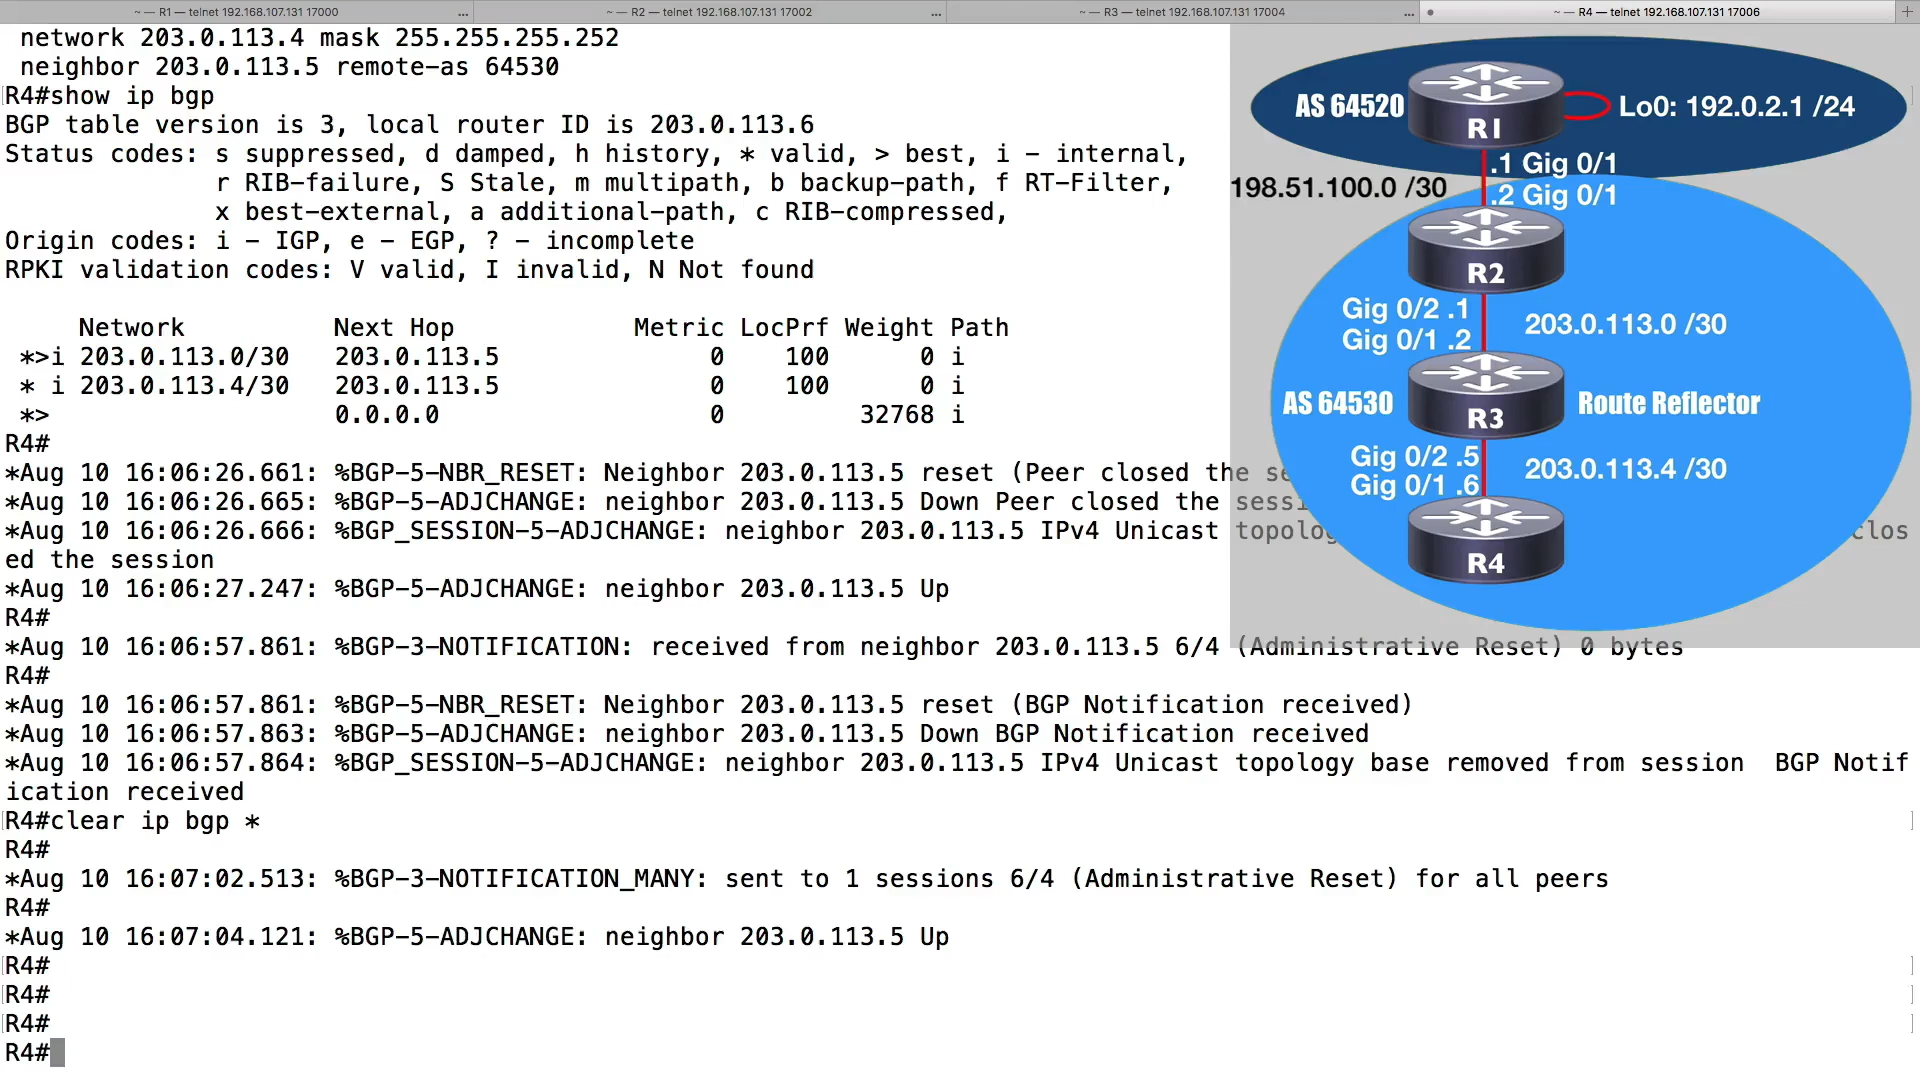 ~ — R1 — telnet 192.168.107.131 17000
...
~ — R2 — telnet 192.168.107.131 17002
...
~ — R3 — telnet 192.168.107.131 17004
...
~ — R4 — telnet 192.168.107.131 17006
+
network 203.0.113.4 mask 255.255.255.252
neighbor 203.0.113.5 remote-as 64530
R4#show ip bgp
BGP table version is 3, local router ID is 203.0.113.6
Status codes: s suppressed, d damped, h history, * valid, > best, i - internal,
r RIB-failure, S Stale, m multipath, b backup-path, f RT-Filter,
x best-external, a additional-path, c RIB-compressed,
Origin codes: i - IGP, e - EGP, ? - incomplete
RPKI validation codes: V valid, I invalid, N Not found
Network Next Hop Metric LocPrf Weight Path
*>i 203.0.113.0/30 203.0.113.5 0 100 0 i
* i 203.0.113.4/30 203.0.113.5 0 100 0 i
*> 0.0.0.0 0 32768 i
R4#
*Aug 10 16:06:26.661: %BGP-5-NBR_RESET: Neighbor 203.0.113.5 reset (Peer closed the
*Aug 10 16:06:26.665: %BGP-5-ADJCHANGE: neighbor 203.0.113.5 Down Peer closed the
*Aug 10 16:06:26.666: %BGP_SESSION-5-ADJCHANGE: neighbor 203.0.113.5 IPv4 Unicast clos
ed the session
*Aug 10 16:06:27.247: %BGP-5-ADJCHANGE: neighbor 203.0.113.5 Up
R4#
*Aug 10 16:06:57.861: %BGP-3-NOTIFICATION: received from neighbor 203.0.113.5 6/4 (Administrative Reset) 0 bytes
R4#
*Aug 10 16:06:57.861: %BGP-5-NBR_RESET: Neighbor 203.0.113.5 reset (BGP Notification received)
*Aug 10 16:06:57.863: %BGP-5-ADJCHANGE: neighbor 203.0.113.5 Down BGP Notification received
*Aug 10 16:06:57.864: %BGP_SESSION-5-ADJCHANGE: neighbor 203.0.113.5 IPv4 Unicast topology base removed from session BGP Notif
ication received
R4#clear ip bgp *
R4#
*Aug 10 16:07:02.513: %BGP-3-NOTIFICATION_MANY: sent to 1 sessions 6/4 (Administrative Reset) for all peers
R4#
*Aug 10 16:07:04.121: %BGP-5-ADJCHANGE: neighbor 203.0.113.5 Up
R4#
R4#
R4#
R4#
AS 64520
R1
Lo0: 192.0.2.1 /24
.1 Gig 0/1
198.51.100.0 /30
.2 Gig 0/1
R2
Gig 0/2 .1
203.0.113.0 /30
Gig 0/1 .2
AS 64530
R3
Route Reflector
Gig 0/2 .5
203.0.113.4 /30
Gig 0/1 .6
R4